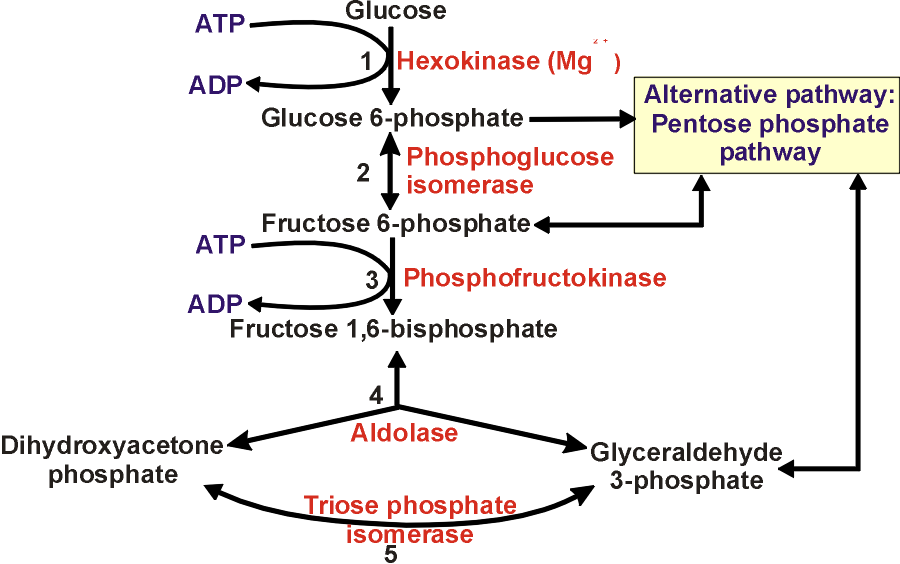 Glucose
ATP
1
Hexokinase (Mg2+)
ADP
Glucose 6-phosphate
Alternative pathway:
Pentose phosphate
pathway
2
Phosphoglucose
isomerase
Fructose 6-phosphate
ATP
3
Phosphofructokinase
ADP
Fructose 1,6-bisphosphate
4
Aldolase
Dihydroxyacetone
phosphate
Glyceraldehyde
3-phosphate
Triose phosphate
isomerase
5